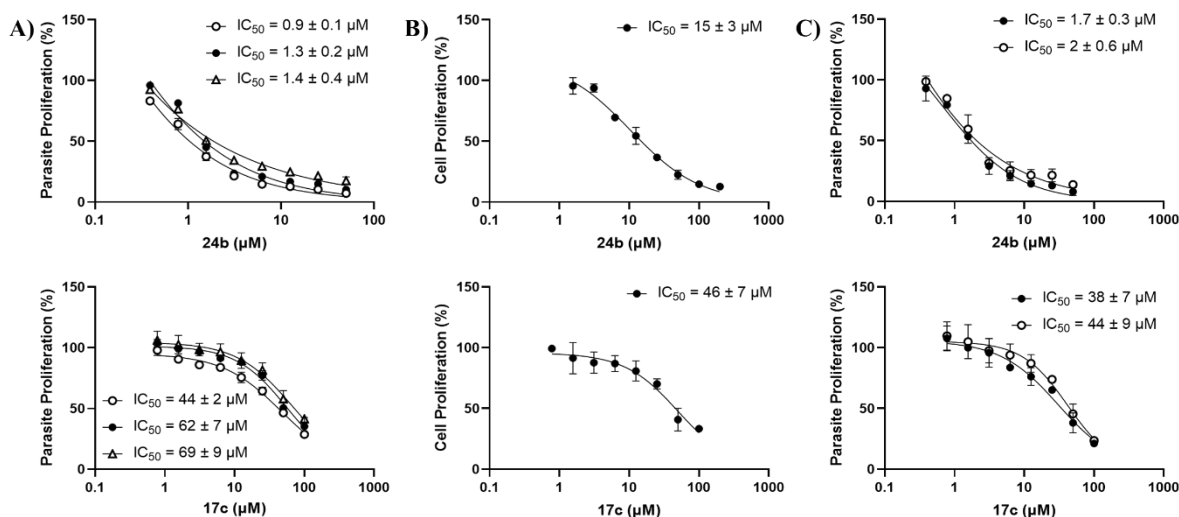 A)
Parasite Proliferation (%)
150
100
50
0
0.1
1
10
100
24b (µM)
IC50 = 0.9 ± 0.1 µM
IC50 = 1.3 ± 0.2 µM
IC50 = 1.4 ± 0.4 µM
B)
Cell Proliferation (%)
150
100
50
0
0.1
1
10
100
1000
24b (µM)
IC50 = 15 ± 3 µM
C)
Parasite Proliferation (%)
150
100
50
0
0.1
1
10
100
1000
24b (µM)
IC50 = 1.7 ± 0.3 µM
IC50 = 2 ± 0.6 µM
Parasite Proliferation (%)
150
100
50
0
0.1
1
10
100
1000
17c (µM)
IC50 = 44 ± 2 µM
IC50 = 62 ± 7 µM
IC50 = 69 ± 9 µM
Cell Proliferation (%)
150
100
50
0
0.1
1
10
100
1000
17c (µM)
IC50 = 46 ± 7 µM
Parasite Proliferation (%)
150
100
50
0
0.1
1
10
100
1000
17c (µM)
IC50 = 38 ± 7 µM
IC50 = 44 ± 9 µM